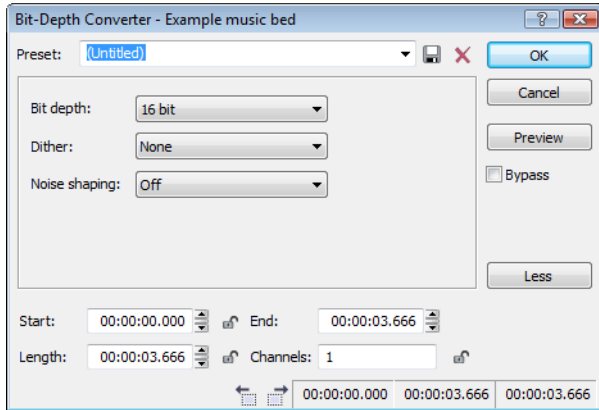 Bit-Depth Converter - Example music bed
Preset: (Untitled) OK
Cancel
Bit depth: 16 bit
Dither: None Preview
Noise shaping: Off Bypass
Less
Start: 00:00:00.000 End: 00:00:03.666
Length: 00:00:03.666 Channels: 1
00:00:00.000 00:00:03.666 00:00:03.666